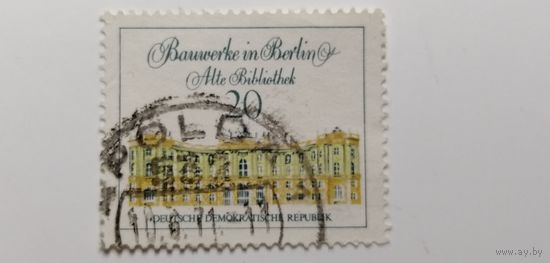 Bauwerke in Berlin
Alte Bibliothek
20
DEUTSCHE DEMOKRATISCHE REPUBLIK
www.ay.by